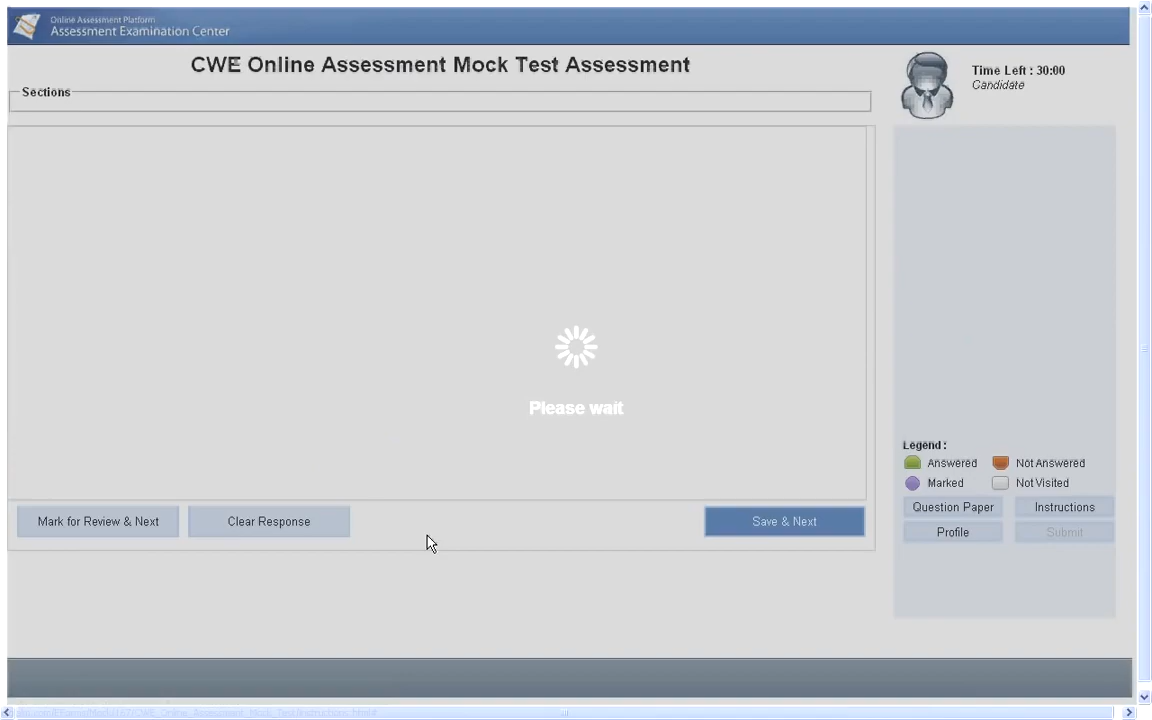 Online Assessment Platform
Assessment Examination Center
CWE Online Assessment Mock Test Assessment
Time Left : 30:00
Candidate
Sections
Please wait
Legend :
Answered Not Answered
Marked Not Visited
Question Paper Instructions
Profile Submit
Mark for Review & Next Clear Response Save & Next